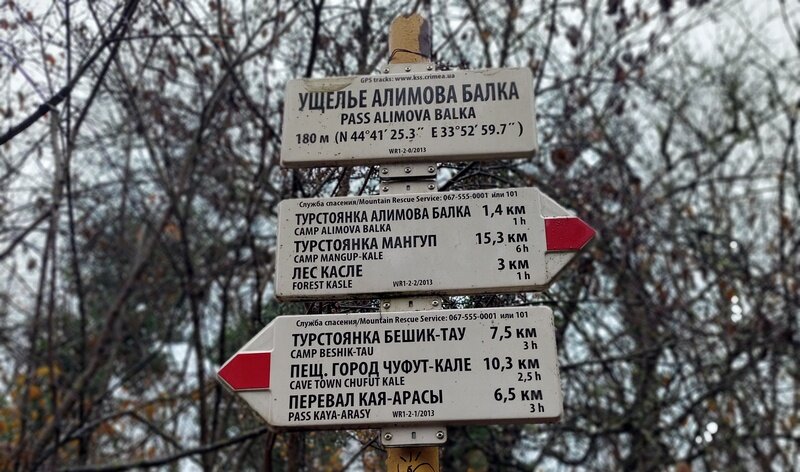 GPS tracks: www.kss.crimea.ua
УЩЕЛЬЕ АЛИМОВА БАЛКА
PASS ALIMOVA BALKA
180 м (N 44°41´25.3˝ E 33°52´59.7˝)
WR1-2-0/2013
Служба спасения/Mountain Rescue Service: 067-555-0001 или 101
ТУРСТОЯНКА АЛИМОВА БАЛКА 1,4 КМ
CAMP ALIMOVA BALKA 1 h
ТУРСТОЯНКА МАНГУП 15,3 КМ
CAMP MANGUP-KALE 6 h
ЛЕС КАСЛЕ 3 КМ
FOREST KASLE WR1-2-2/2013 1 h
Служба спасения/Mountain Rescue Service: 067-555-0001 или 101
ТУРСТОЯНКА БЕШИК-ТАУ 7,5 КМ
CAMP BESHIK-TAU 3 h
ПЕЩ. ГОРОД ЧУФУТ-КАЛЕ 10,3 КМ
CAVE TOWN CHUFUT KALE 2,5 h
ПЕРЕВАЛ КАЯ-АРАСЫ 6,5 КМ
PASS KAYA-ARASY WR1-2-1/2013 3 h